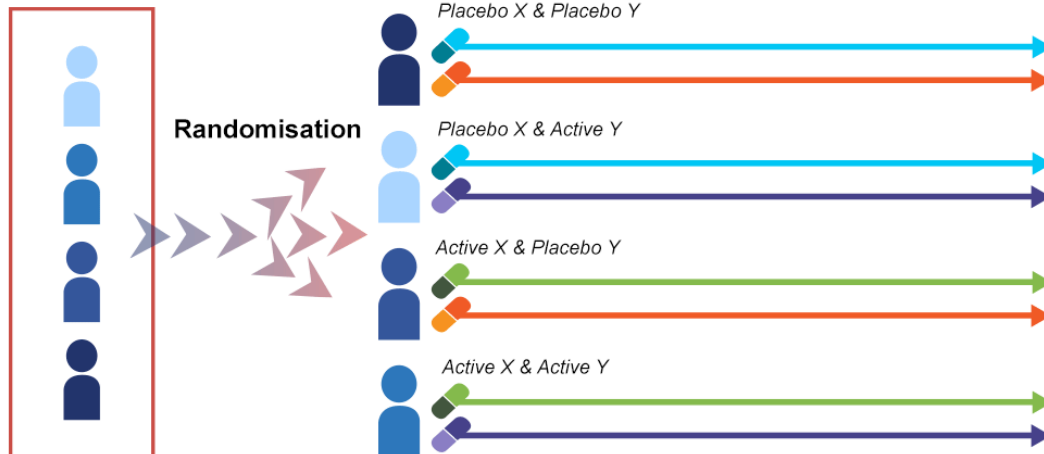 Placebo X & Placebo Y
Randomisation
Placebo X & Active Y
Active X & Placebo Y
Active X & Active Y